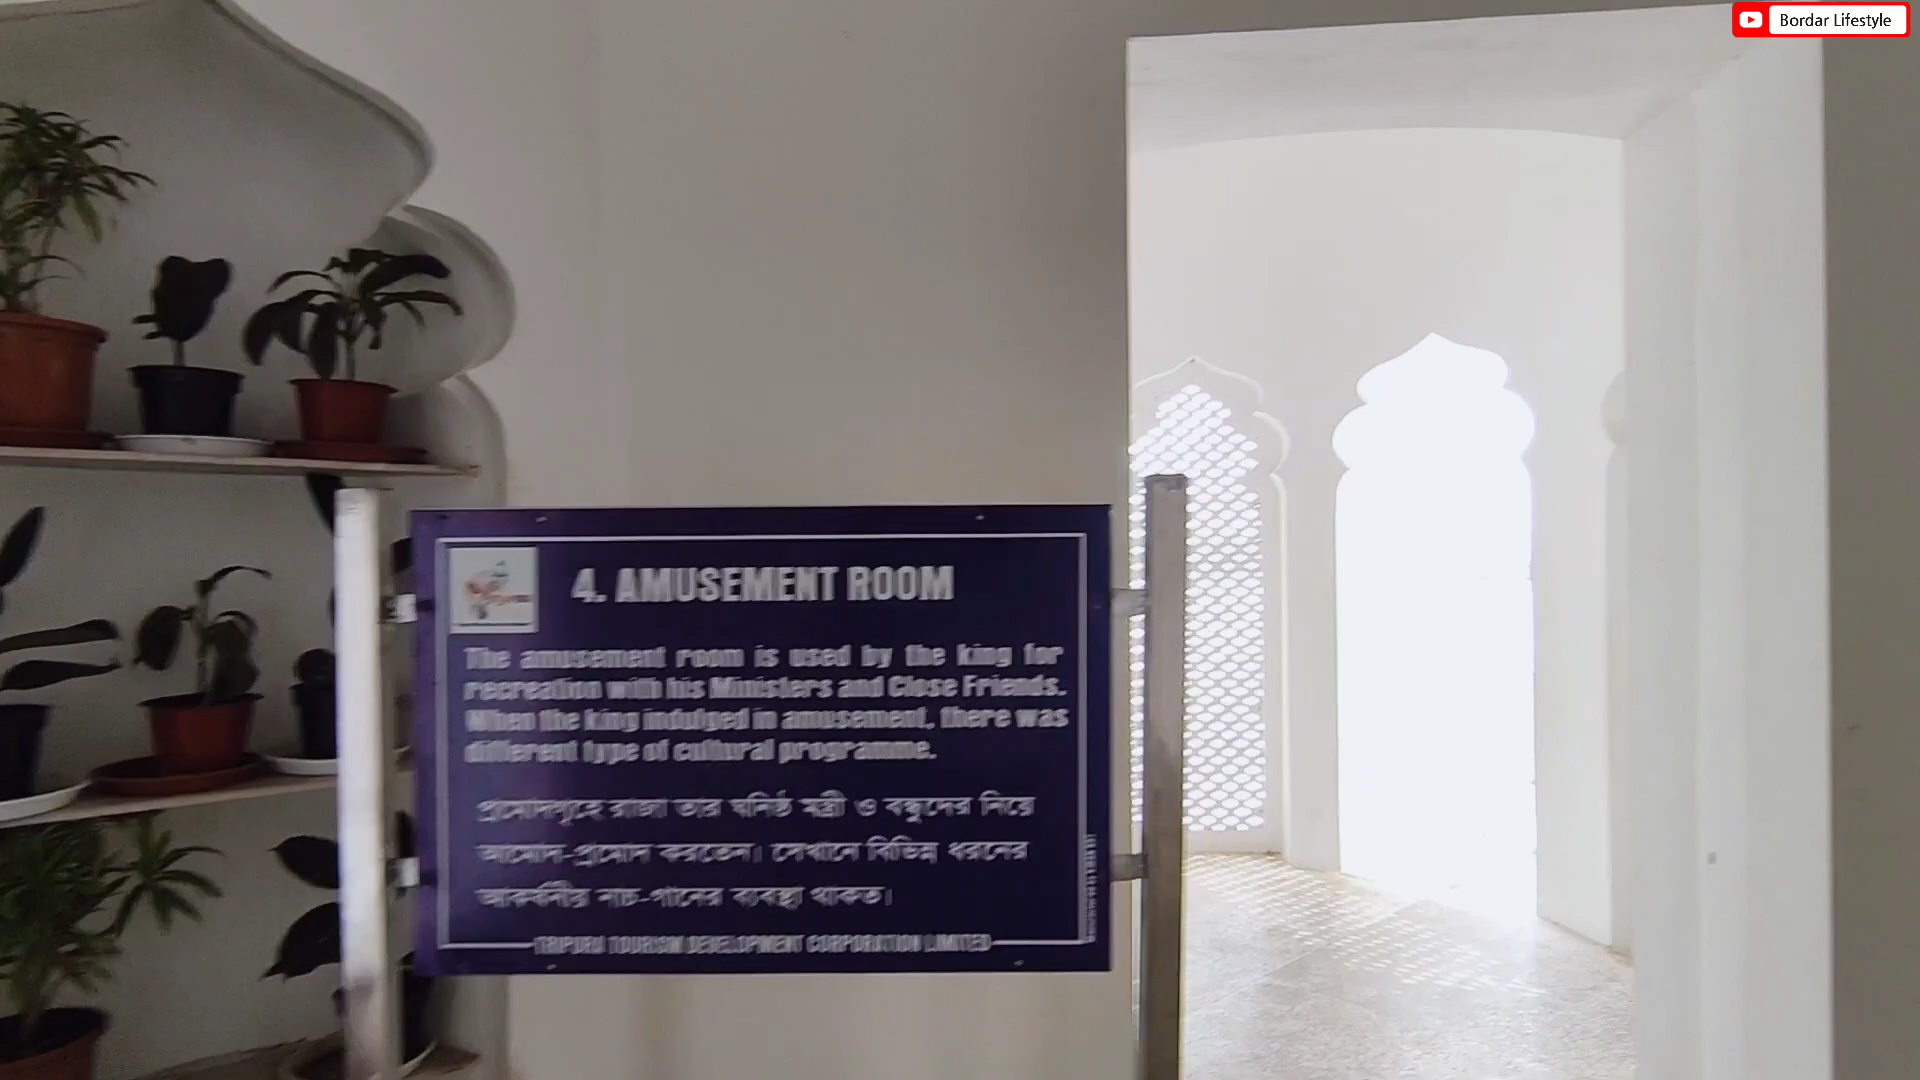 Bordar Lifestyle
4. AMUSEMENT ROOM
The amusement room is used by the king for
recreation with his Ministers and Close Friends.
When the king indulged in amusement, there was
different type of cultural programme.
প্রমোদগৃহে রাজা তার ঘনিষ্ঠ মন্ত্রী ও বন্ধুদের নিয়ে
আমোদ-প্রমোদ করতেন। সেখানে বিভিন্ন ধরনের
আকর্ষনীয় নাচ-গানের ব্যবস্থা থাকত।
TRIPURA TOURISM DEVELOPMENT CORPORATION LIMITED